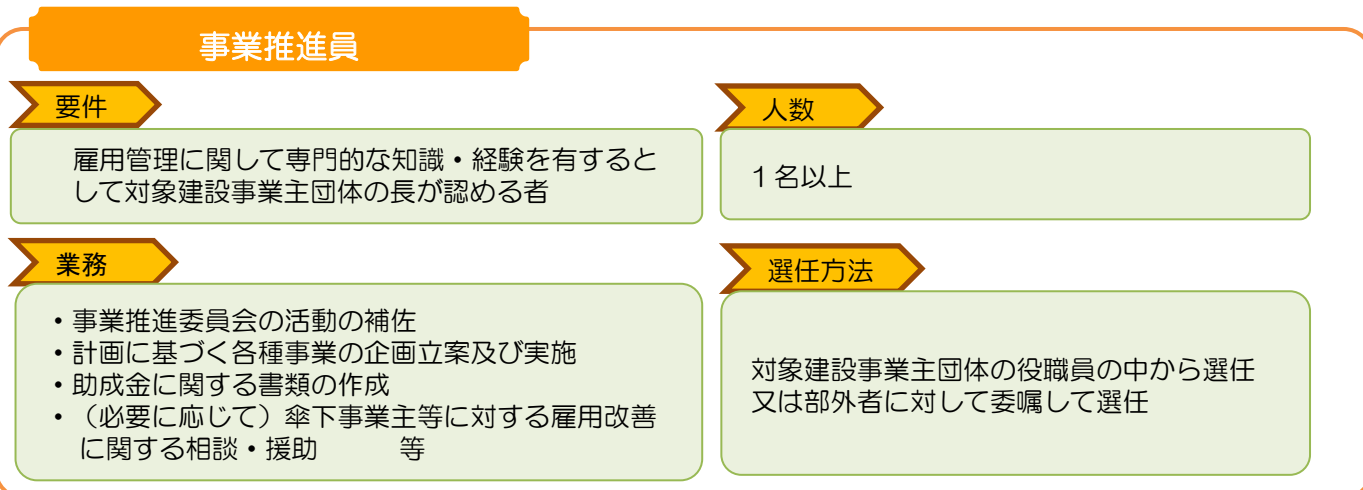 事業推進員
要件
雇用管理に関して専門的な知識・経験を有すると
して対象建設事業主団体の長が認める者
人数
１名以上
業務
・事業推進委員会の活動の補佐
・計画に基づく各種事業の企画立案及び実施
・助成金に関する書類の作成
・（必要に応じて）傘下事業主等に対する雇用改善
に関する相談・援助　　　等
選任方法
対象建設事業主団体の役職員の中から選任
又は部外者に対して委嘱して選任